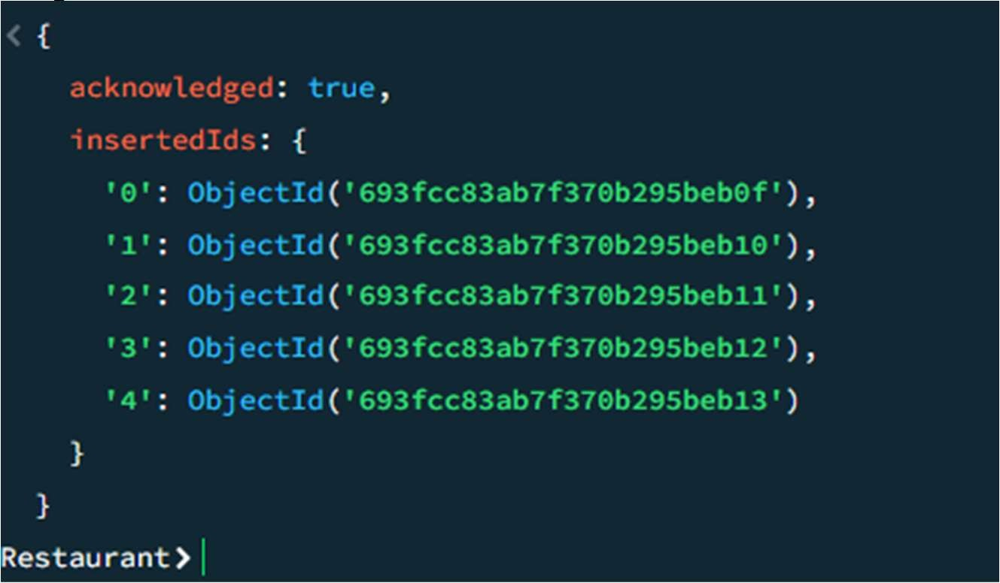 < {
acknowledged: true,
insertedIds: {
'0': ObjectId('693fcc83ab7f370b295beb0f'),
'1': ObjectId('693fcc83ab7f370b295beb10'),
'2': ObjectId('693fcc83ab7f370b295beb11'),
'3': ObjectId('693fcc83ab7f370b295beb12'),
'4': ObjectId('693fcc83ab7f370b295beb13')
}
}
Restaurant>